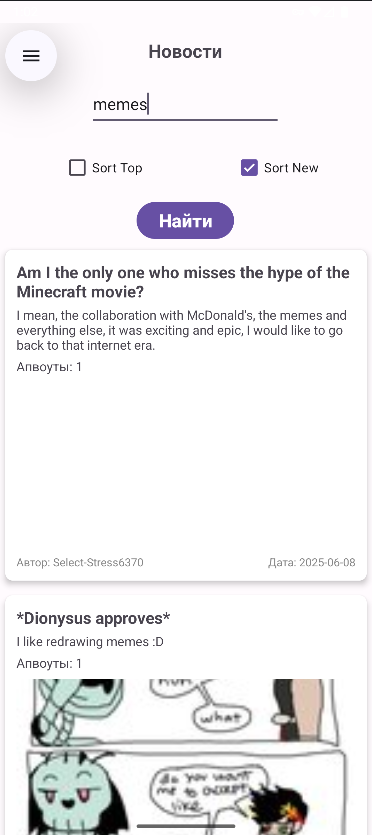 Новости
memes
Sort Top
Sort New
Найти
Am I the only one who misses the hype of the
Minecraft movie?
I mean, the collaboration with McDonald's, the memes and
everything else, it was exciting and epic, I would like to go
back to that internet era.
Апвоуты: 1
Автор: Select-Stress6370
Дата: 2025-06-08
*Dionysus approves*
I like redrawing memes :D
Апвоуты: 1
what
do you want
me to accept
like